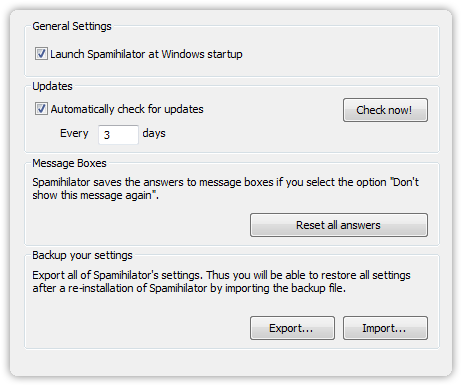 General Settings
Launch Spamihilator at Windows startup
Updates
Automatically check for updates
Check now!
Every 3 days
Message Boxes
Spamihilator saves the answers to message boxes if you select the option "Don't
show this message again".
Reset all answers
Backup your settings
Export all of Spamihilator's settings. Thus you will be able to restore all settings
after a re-installation of Spamihilator by importing the backup file.
Export... Import...